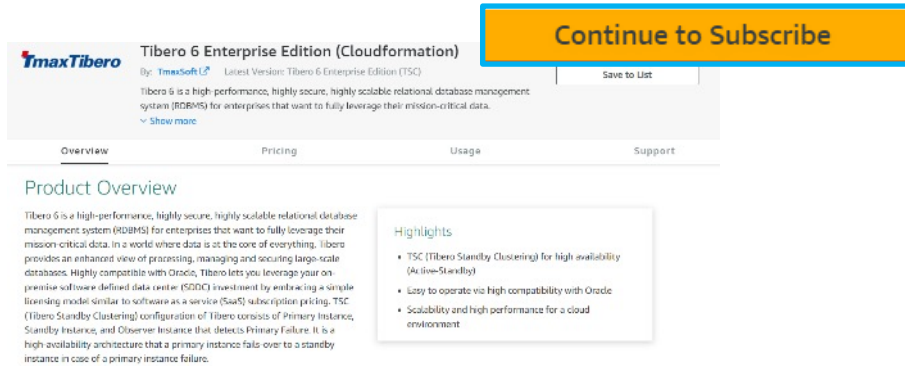 Continue to Subscribe
TmaxTibero
Tibero 6 Enterprise Edition (Cloudformation)
By: TmaxSoft Latest Version: Tibero 6 Enterprise Edition (TSC)
Save to List
Tibero 6 is a high-performance, highly secure, highly scalable relational database management
system (RDBMS) for enterprises that want to fully leverage their mission-critical data.
Show more
Overview Pricing Usage Support
Product Overview
Tibero 6 is a high-performance, highly secure, highly scalable relational database
management system (RDBMS) for enterprises that want to fully leverage their
mission-critical data. In a world where data is at the core of everything, Tibero
provides an enhanced view of processing, managing and securing large-scale
databases. Highly compatible with Oracle, Tibero lets you leverage your on-
premise software defined data center (SDDC) investment by embracing a simple
licensing model similar to software as a service (SaaS) subscription pricing. TSC
(Tibero Standby Clustering) configuration of Tibero consists of Primary Instance,
Standby Instance, and Observer Instance that detects Primary Failure. It is a
high-availability architecture that a primary instance fails-over to a standby
instance in case of a primary instance failure.
Highlights
• TSC (Tibero Standby Clustering) for high availability
(Active-Standby)
• Easy to operate via high compatibility with Oracle
• Scalability and high performance for a cloud
environment